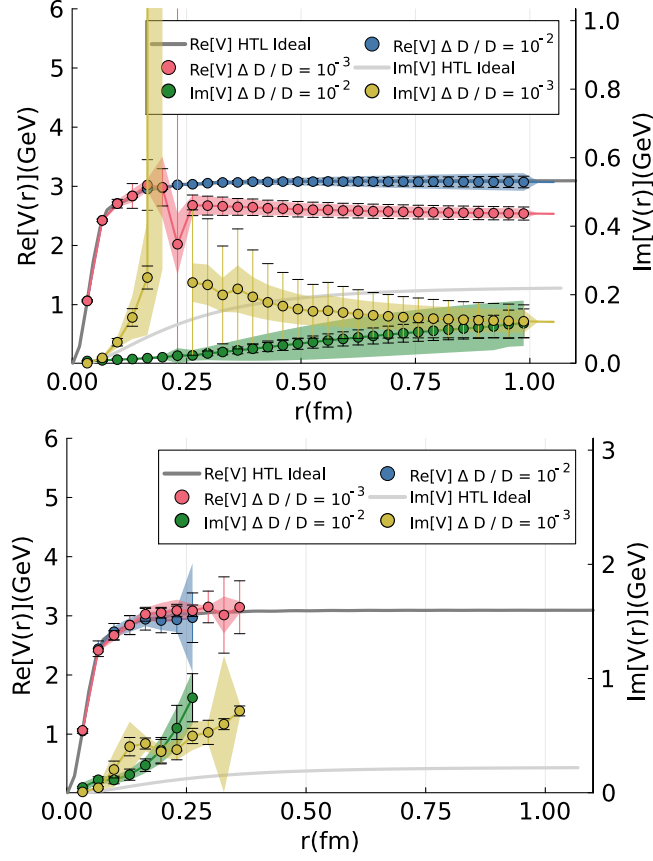 6
5
4
3
2
1
Re[V(r)](GeV)
Re[V] HTL Ideal
Re[V] Δ D / D = 10⁻²
Re[V] Δ D / D = 10⁻³
Im[V] HTL Ideal
Im[V] Δ D / D = 10⁻²
Im[V] Δ D / D = 10⁻³
1.0
0.8
0.6
0.4
0.2
0.0
Im[V(r)](GeV)
0.00 0.25 0.50 0.75 1.00
r(fm)
6
5
4
3
2
1
Re[V(r)](GeV)
Re[V] HTL Ideal
Re[V] Δ D / D = 10⁻²
Re[V] Δ D / D = 10⁻³
Im[V] HTL Ideal
Im[V] Δ D / D = 10⁻²
Im[V] Δ D / D = 10⁻³
3
2
1
0
Im[V(r)](GeV)
0.00 0.25 0.50 0.75 1.00
r(fm)